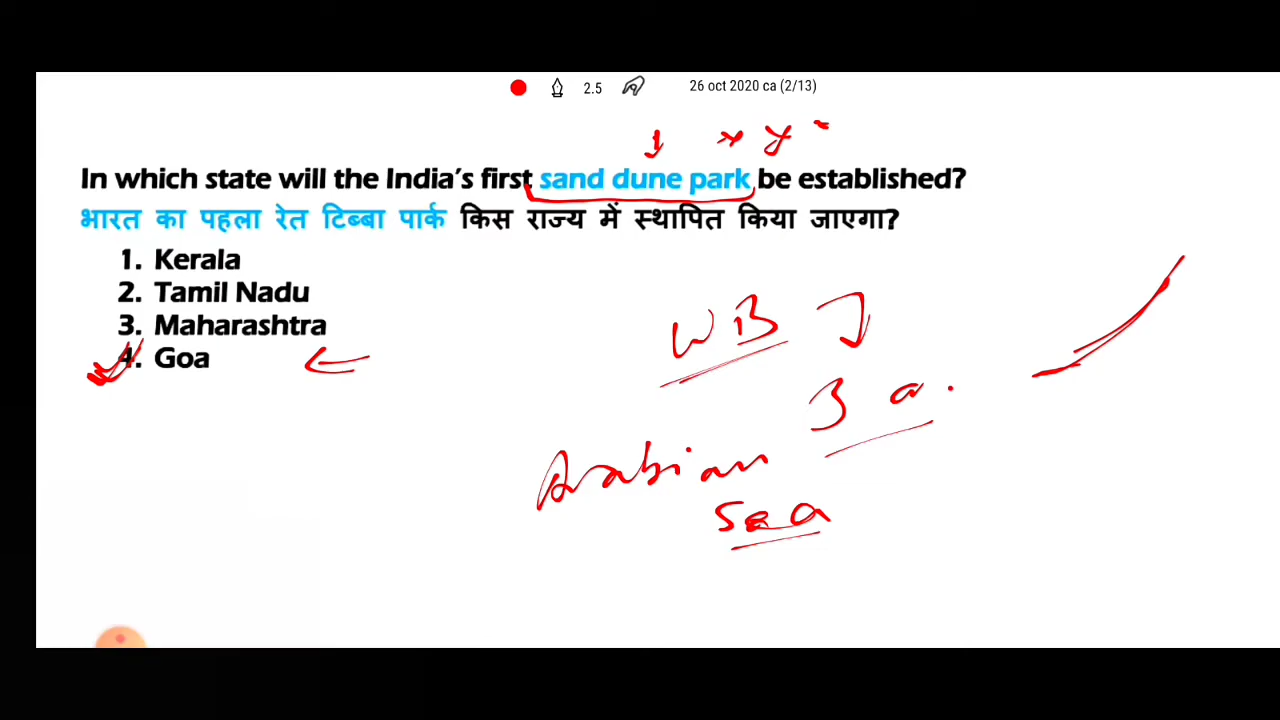 2.5 26 oct 2020 ca (2/13)
In which state will the India's first sand dune park be established?
भारत का पहला रेत टिब्बा पार्क किस राज्य में स्थापित किया जाएगा?
1. Kerala
2. Tamil Nadu
3. Maharashtra
4. Goa
WB
3 a.
Arabian
Sea